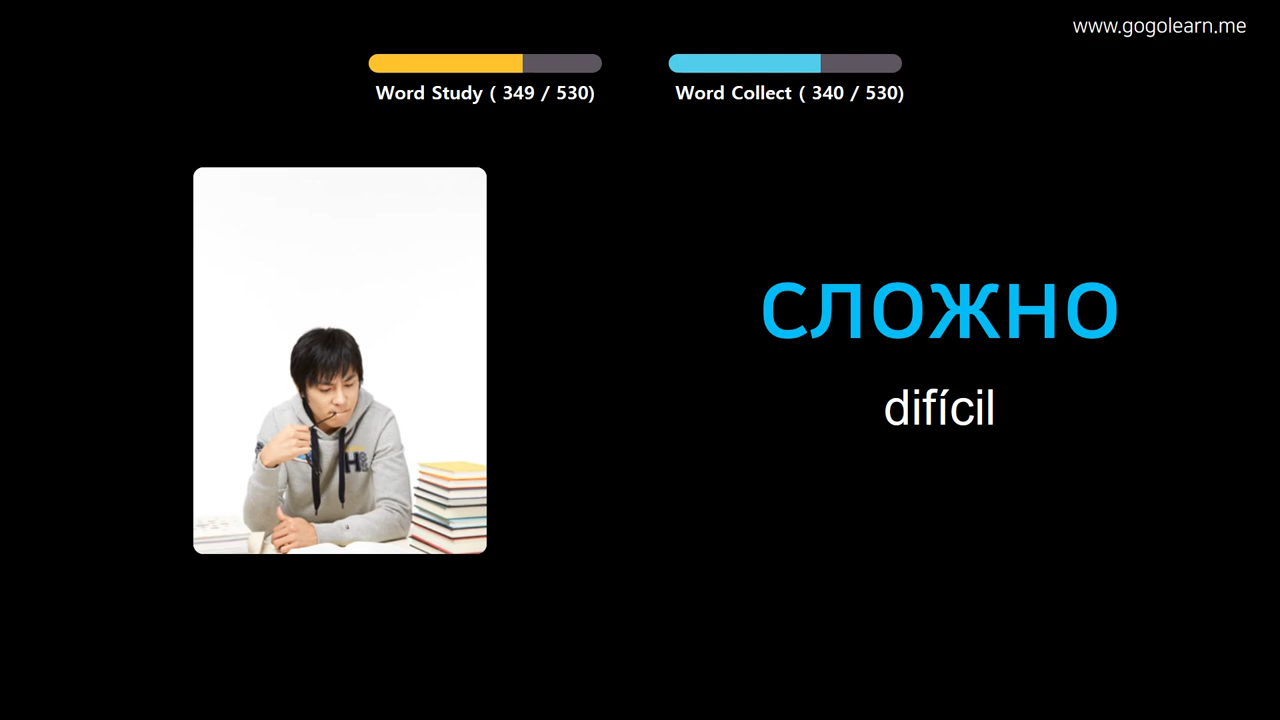 www.gogolearn.me
Word Study ( 349 / 530)
Word Collect ( 340 / 530)
сложно
difícil
H